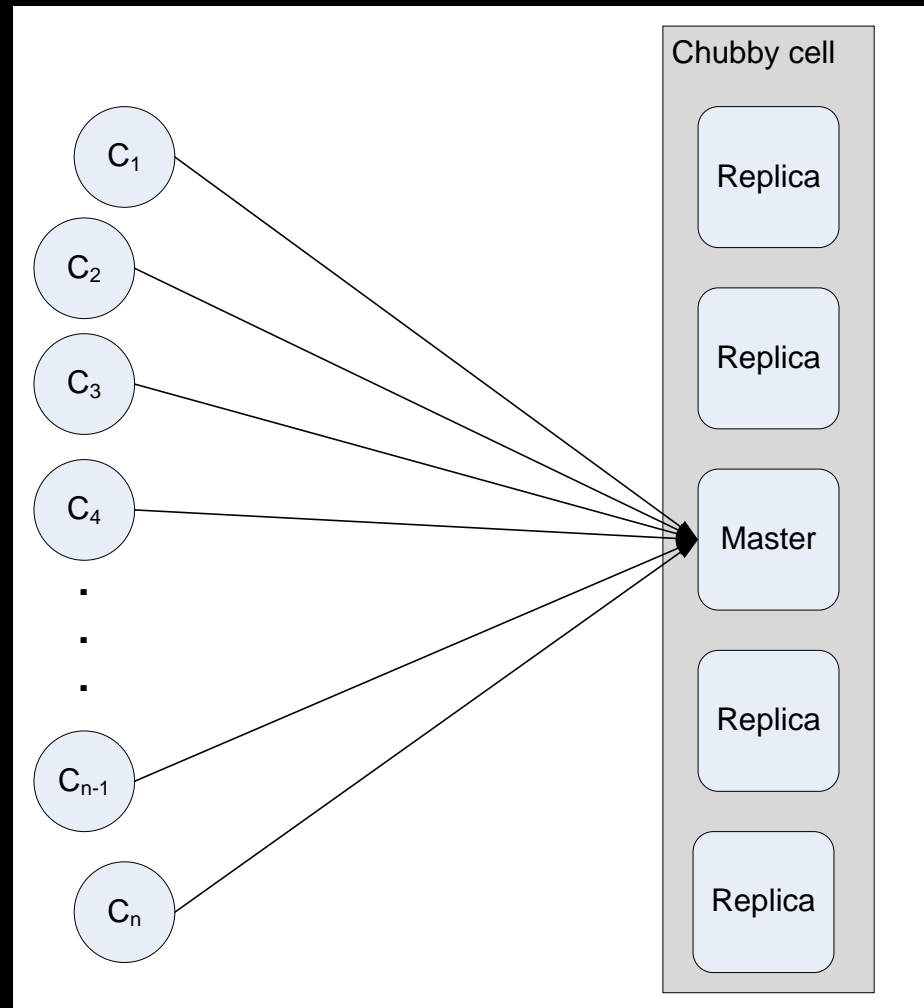 Chubby cell
C₁
Replica
C₂
C₃
Replica
C₄
Master
.
.
.
Replica
Cₙ₋₁
Cₙ
Replica